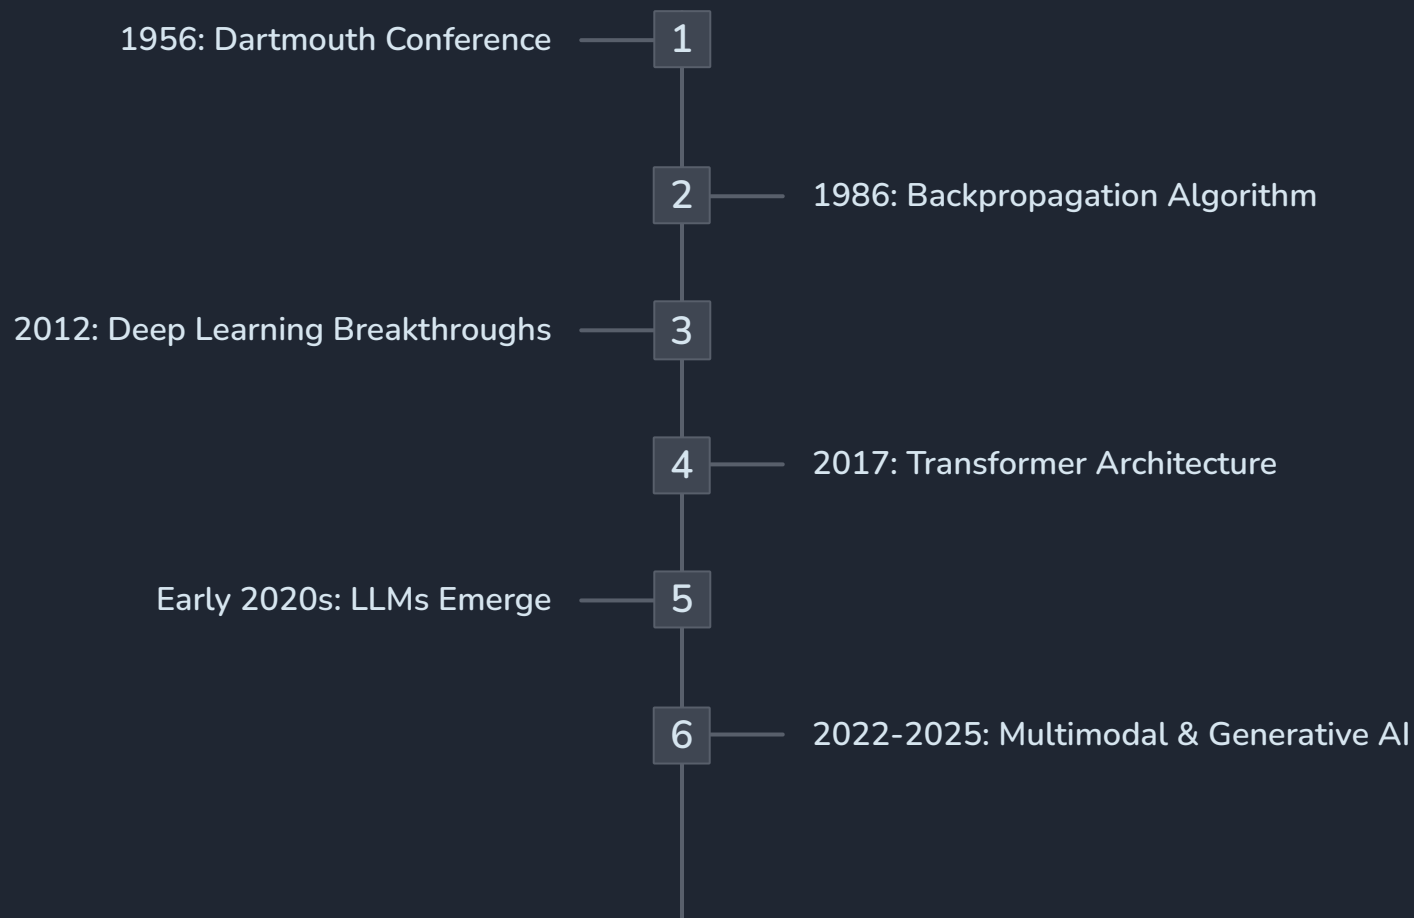 1956: Dartmouth Conference
1
2
1986: Backpropagation Algorithm
2012: Deep Learning Breakthroughs
3
4
2017: Transformer Architecture
Early 2020s: LLMs Emerge
5
6
2022-2025: Multimodal & Generative AI